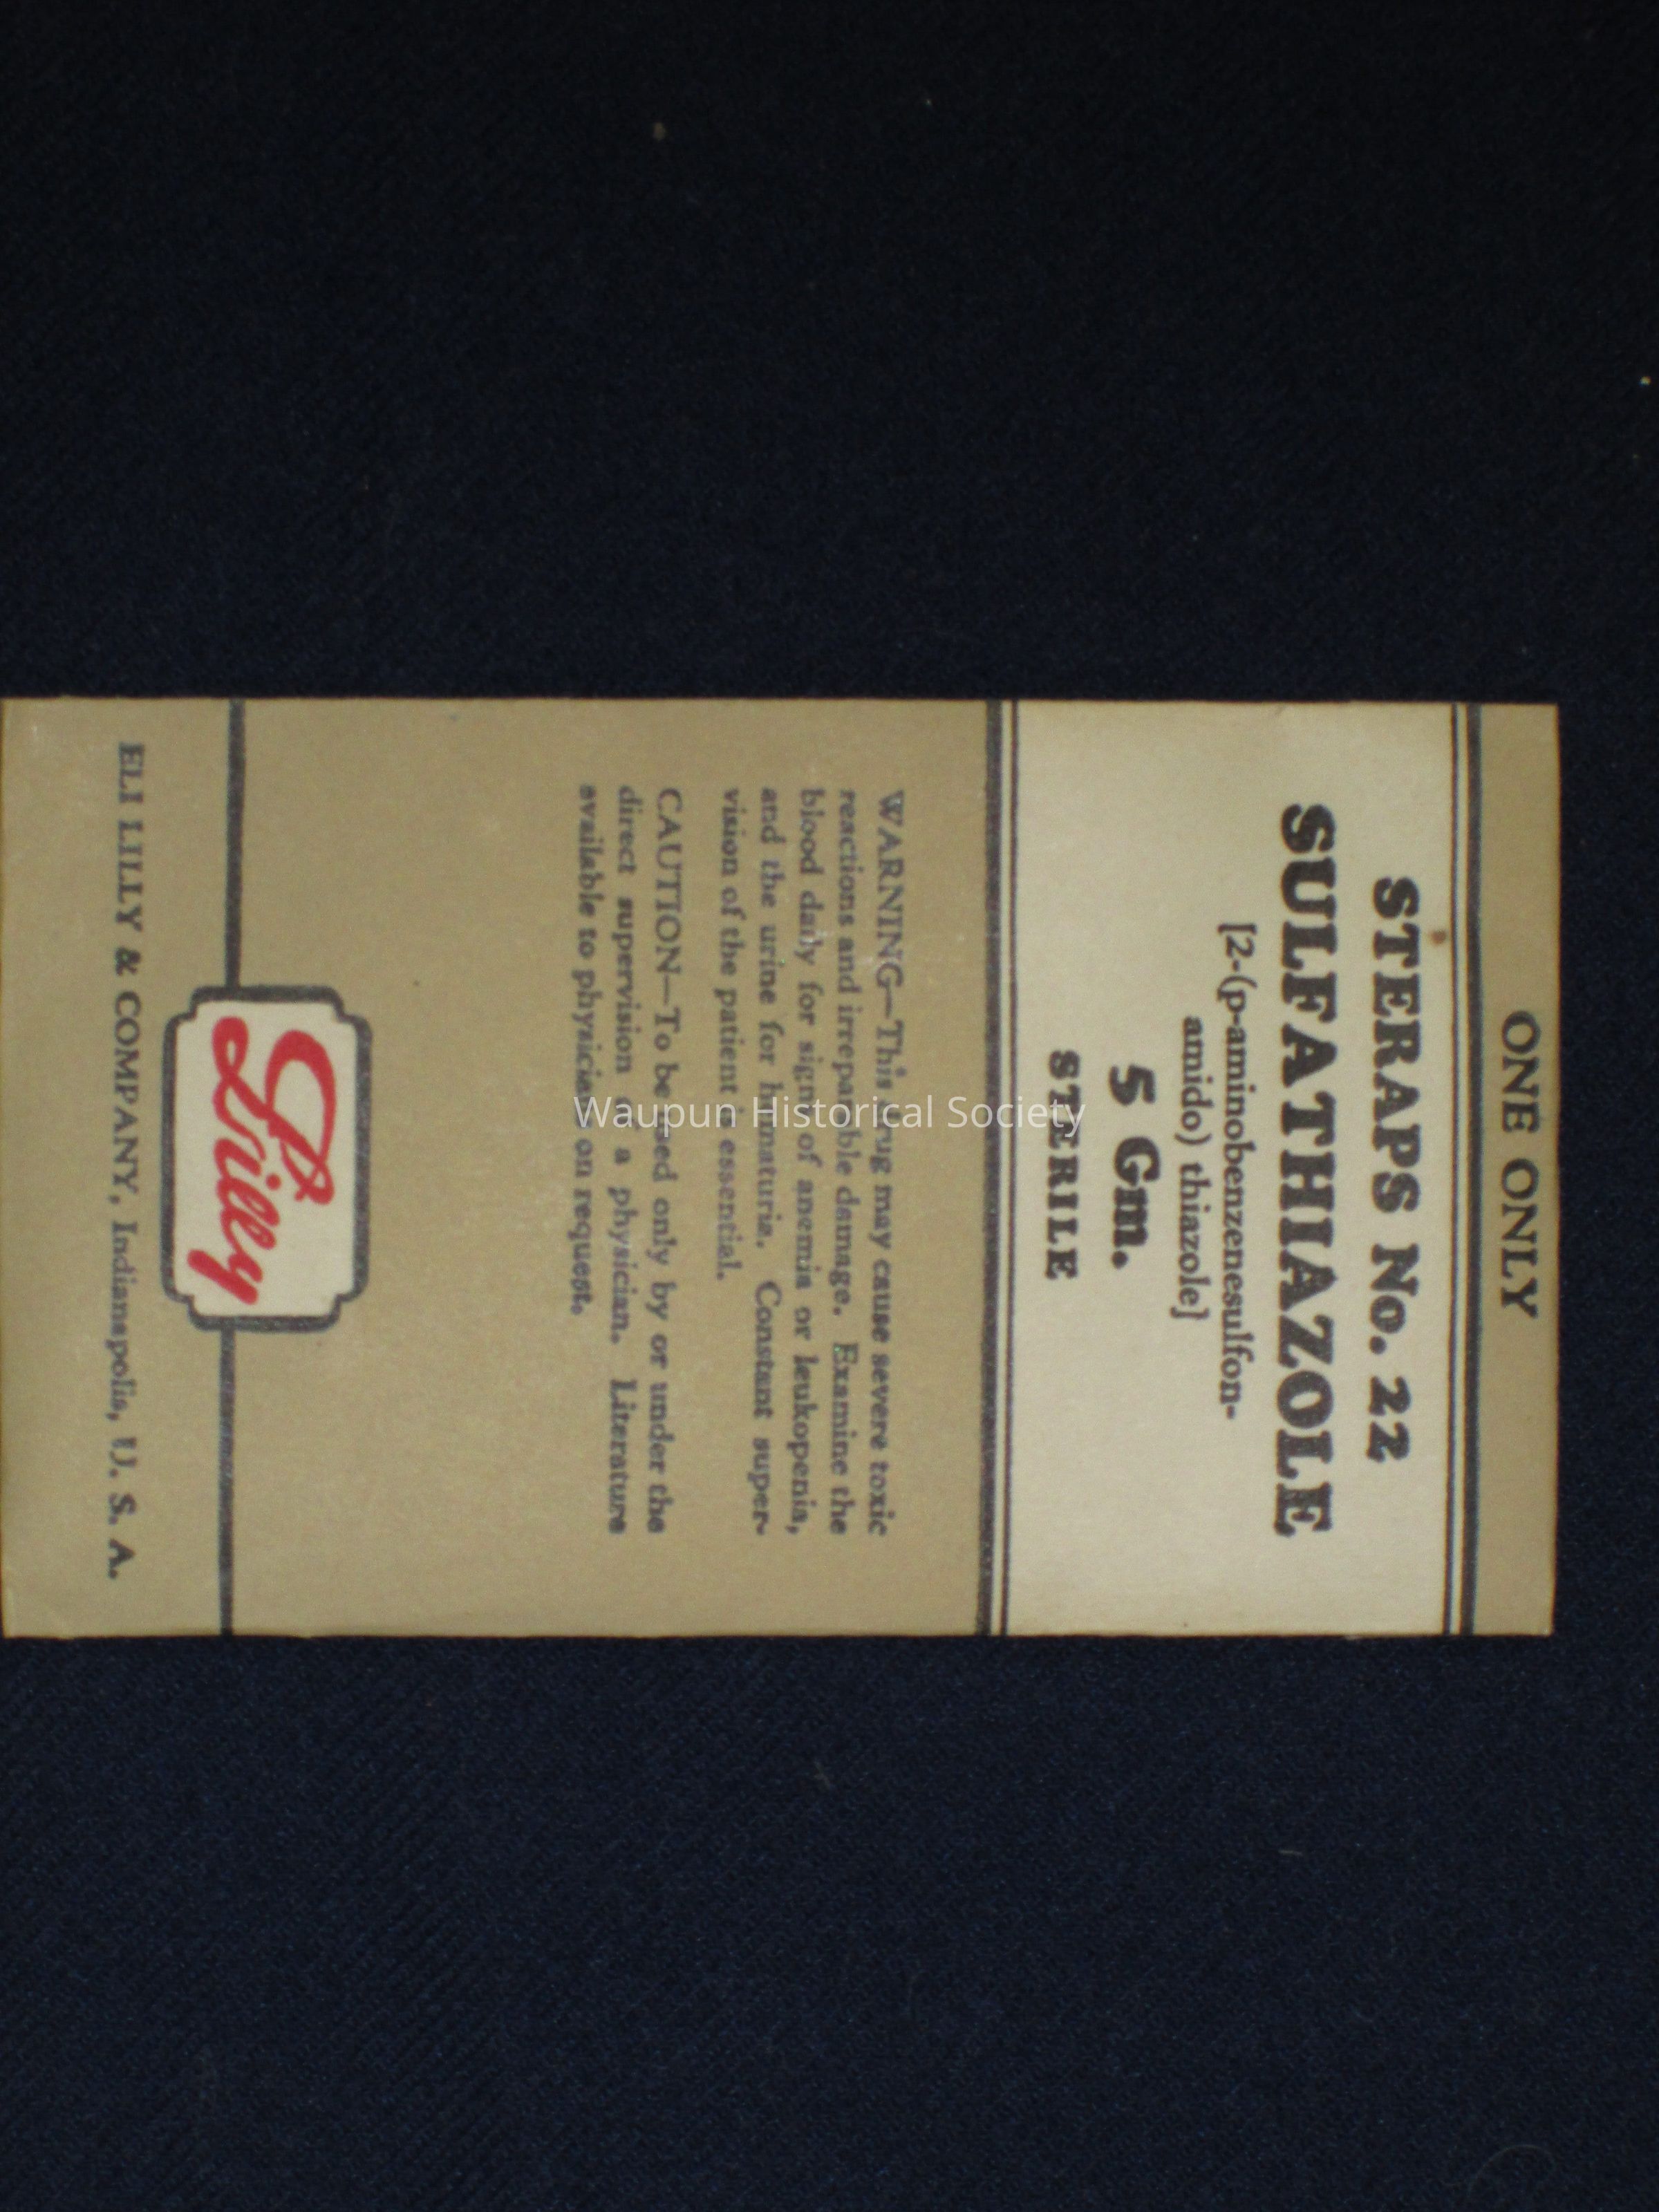 ONE ONLY
STERAPS No. 22
SULFATHIAZOLE
[2-(p-aminobenzenesulfon-
amido) thiazole]
5 Gm.
STERILE
WARNING—This drug may cause severe toxic
reactions and irreparable damage. Examine the
blood daily for signs of anemia or leukopenia,
and the urine for hematuria. Constant super-
vision of the patient is essential.
CAUTION—To be used only by or under the
direct supervision of a physician. Literature
available to physicians on request.
Lilly
ELI LILLY & COMPANY, Indianapolis, U. S. A.
Waupun Historical Society